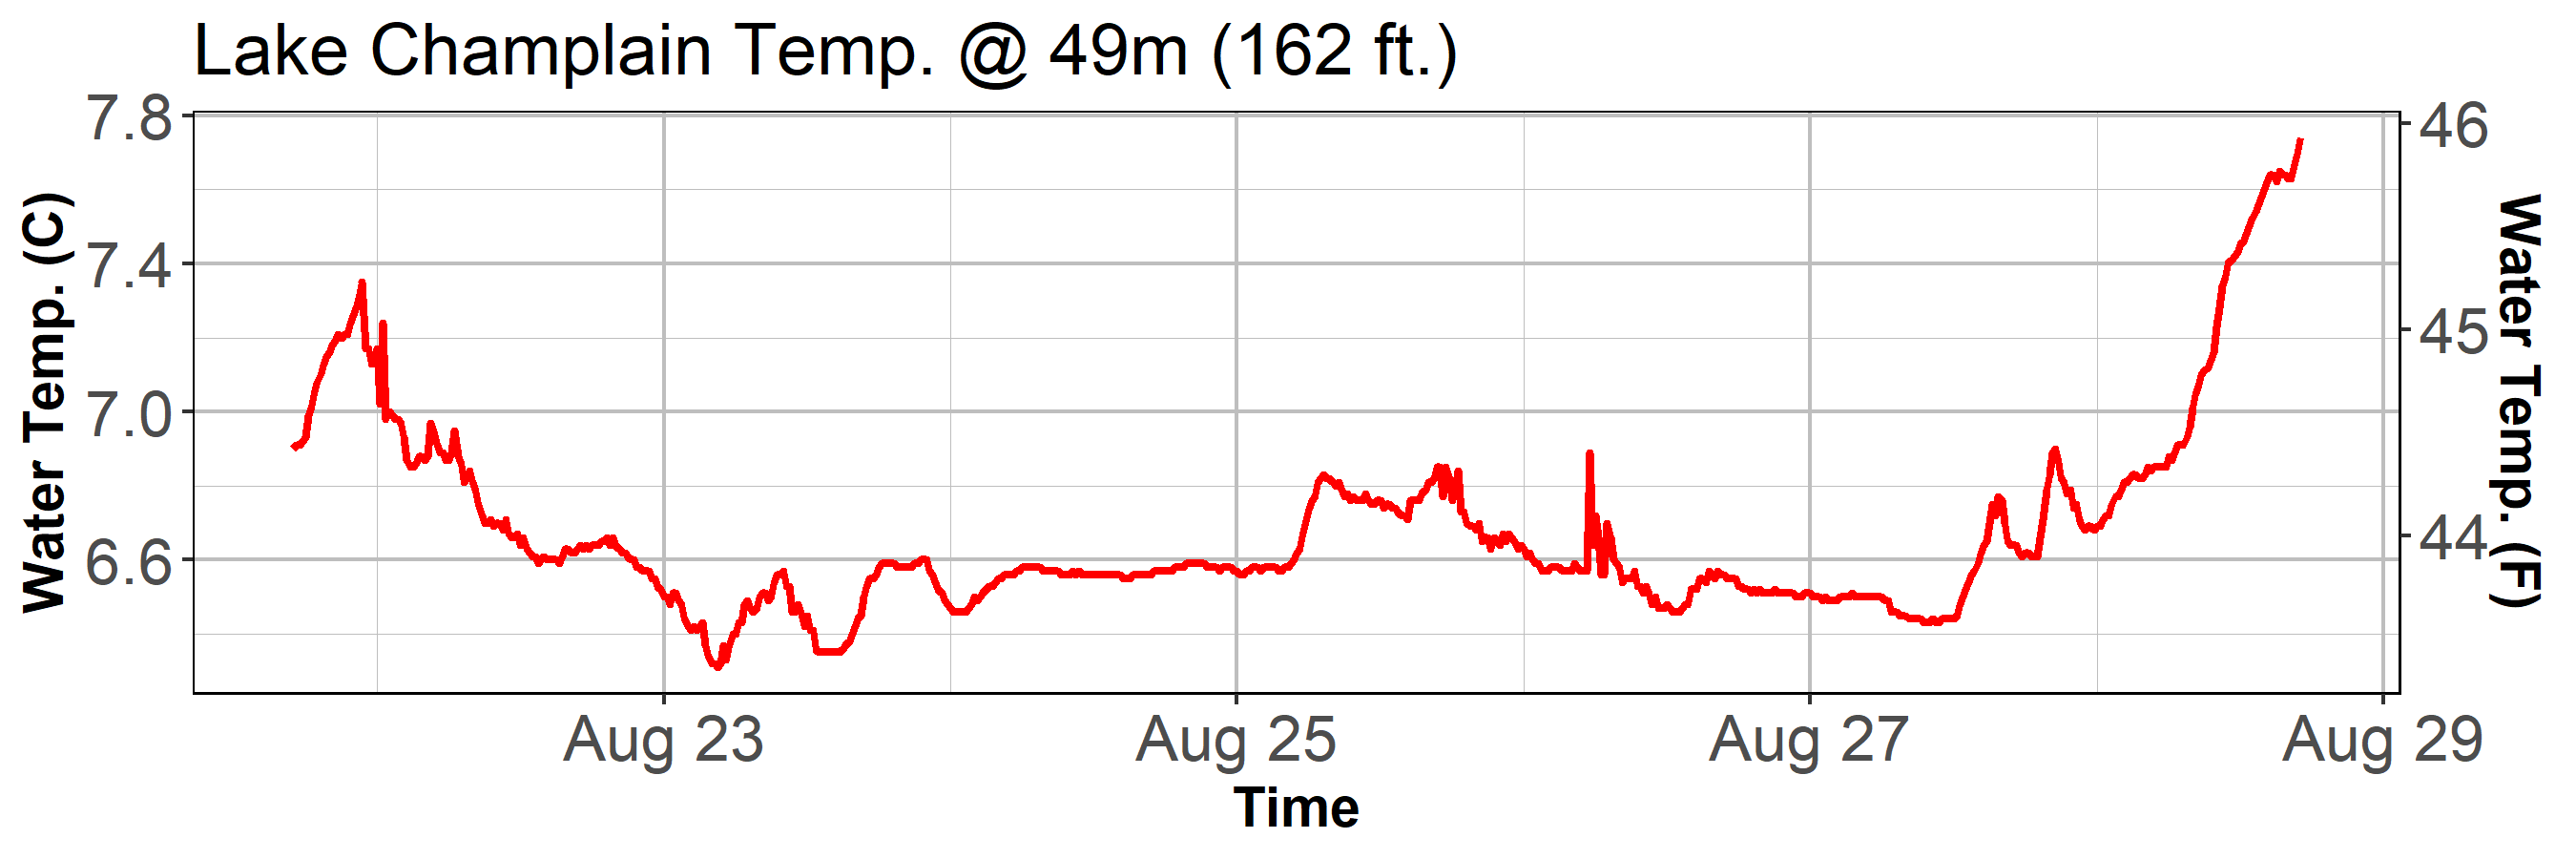 Lake Champlain Temp. @ 49m (162 ft.)
Water Temp. (C)
7.8
7.4
7.0
6.6
46
45
44
Water Temp. (F)
Aug 23
Aug 25
Aug 27
Aug 29
Time